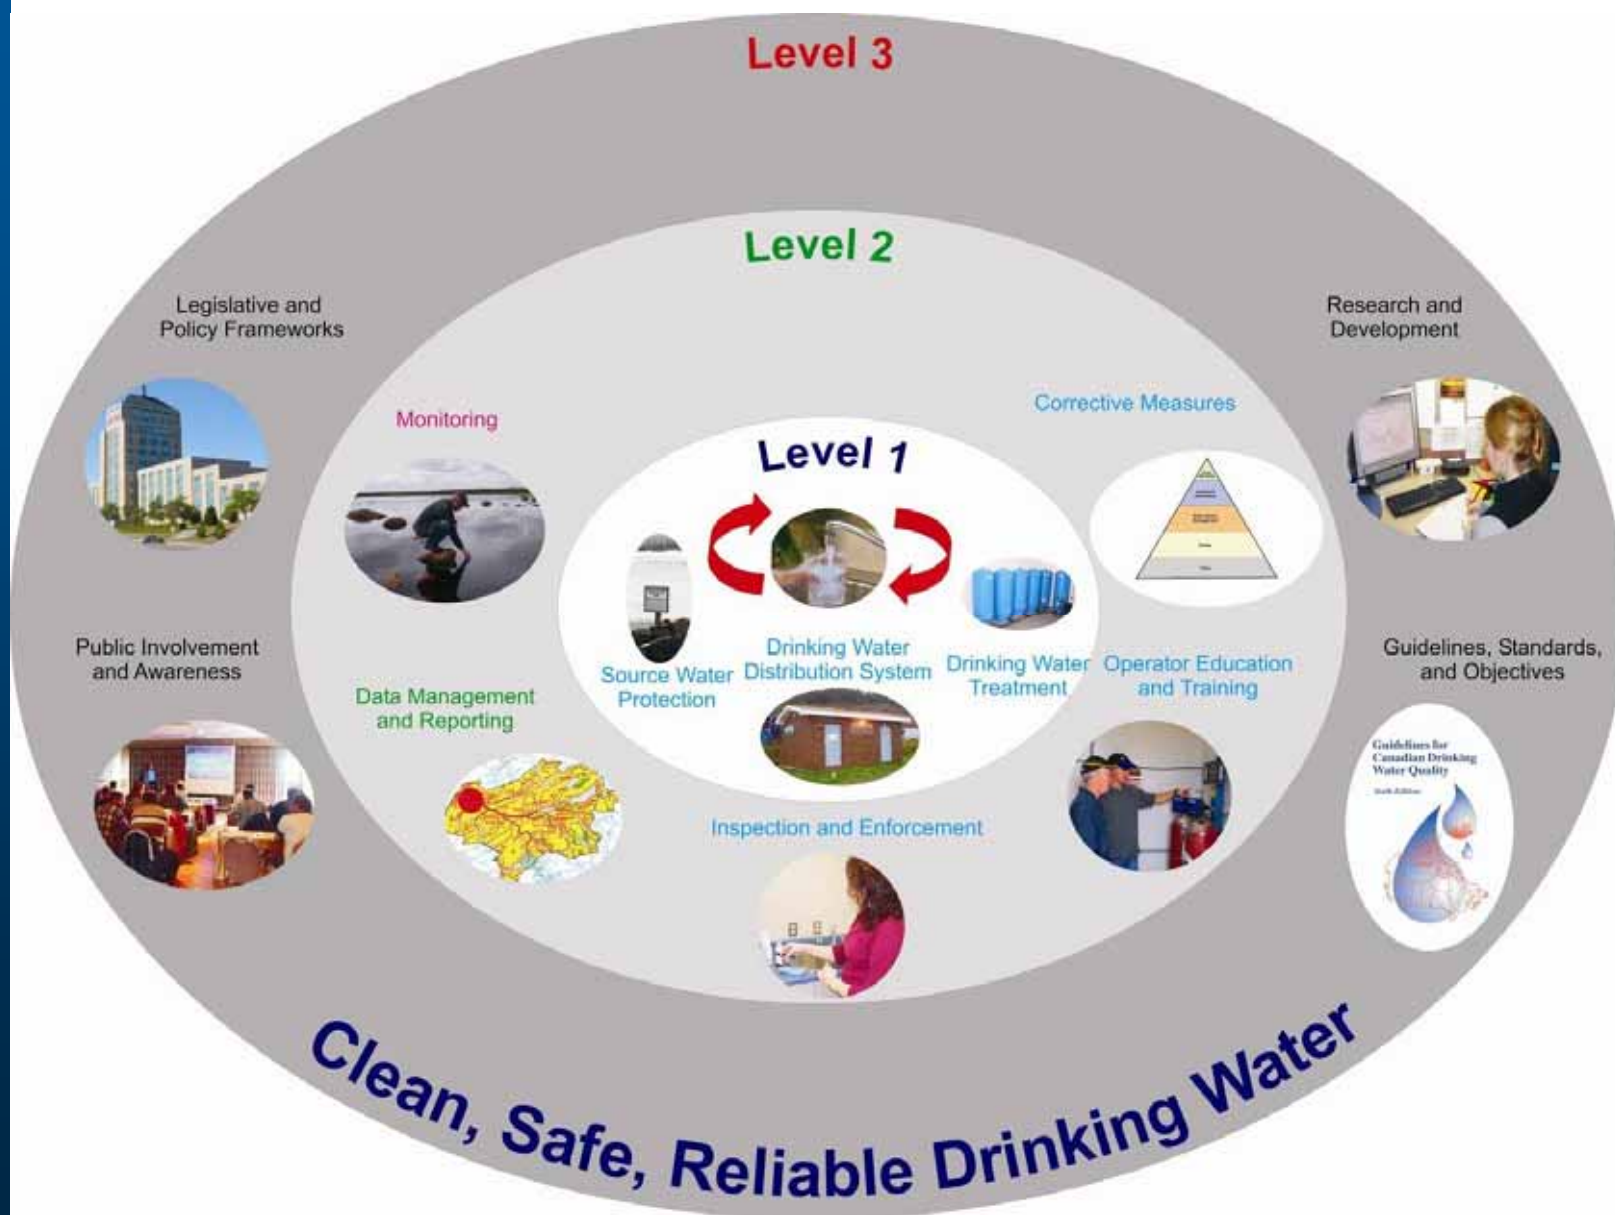 Level 3
Level 2
Legislative and
Policy Frameworks
Research and
Development
Monitoring
Corrective Measures
Level 1
Public Involvement
and Awareness
Source Water
Protection
Drinking Water
Distribution System
Drinking Water
Treatment
Operator Education
and Training
Guidelines, Standards,
and Objectives
Data Management
and Reporting
Guidelines for
Canadian Drinking
Water Quality
Sixth Edition
Inspection and Enforcement
Clean, Safe, Reliable Drinking Water